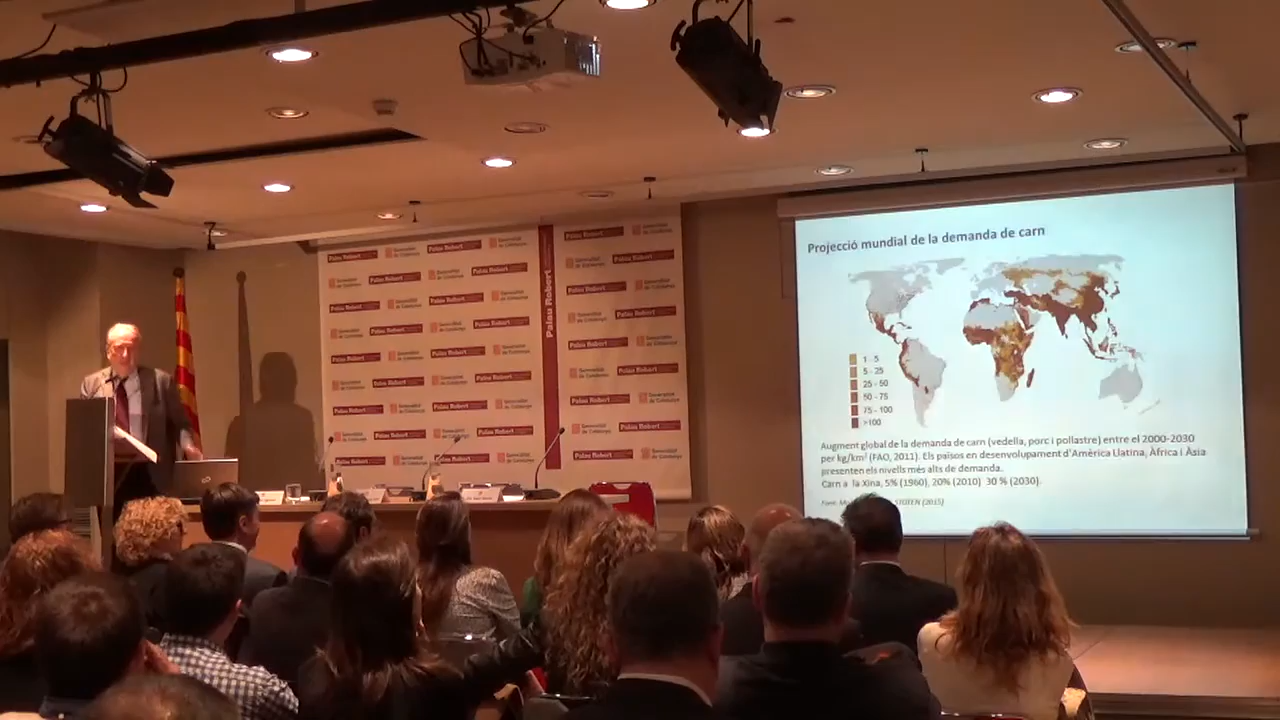 Palau Robert
Generalitat
de Catalunya
Projecció mundial de la demanda de carn
1 - 5
5 - 25
25 - 50
50 - 75
75 - 100
>100
Augment global de la demanda de carn (vedella, porc i pollastre) entre el 2000-2030
per kg/km² (FAO, 2011). Els països en desenvolupament d'Amèrica Llatina, Àfrica i Àsia
presenten els nivells més alts de demanda.
Carn a la Xina, 5% (1960), 20% (2010) 30 % (2030).
STOTEN (2015)